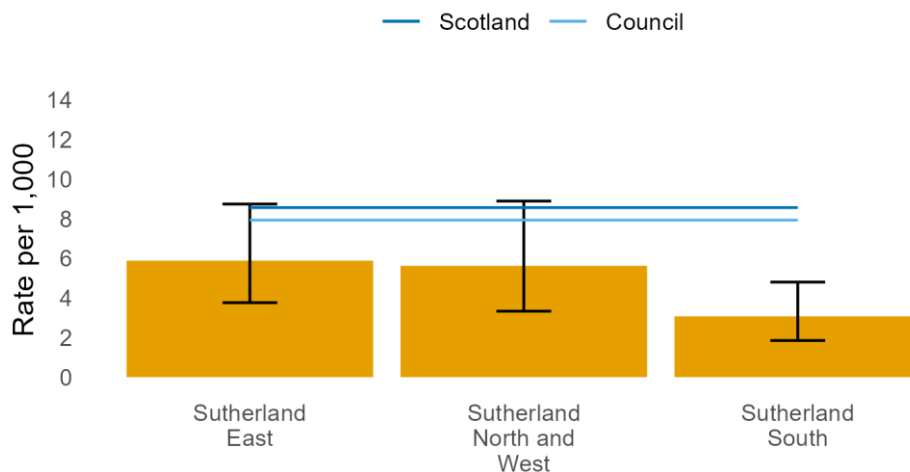 Scotland Council
Rate per 1,000
14
12
10
8
6
4
2
0
Sutherland
East
Sutherland
North and
West
Sutherland
South